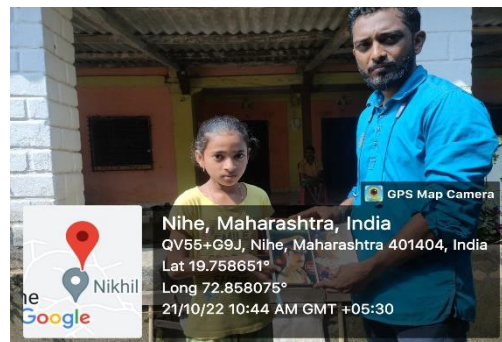 GPS Map Camera
Nihe, Maharashtra, India
QV55+G9J, Nihe, Maharashtra 401404, India
Lat 19.758651°
Long 72.858075°
21/10/22 10:44 AM GMT +05:30
ne
Nikhil
Google